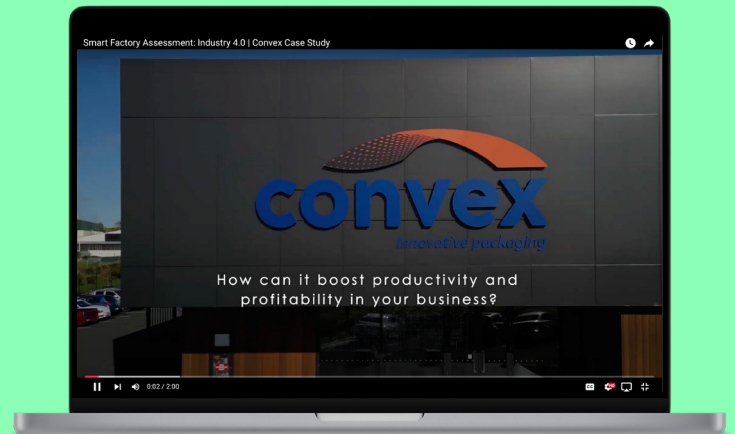 Smart Factory Assessment: Industry 4.0 | Convex Case Study
convex
innovative packaging
How can it boost productivity and
profitability in your business?
0:02 / 2:00
CC